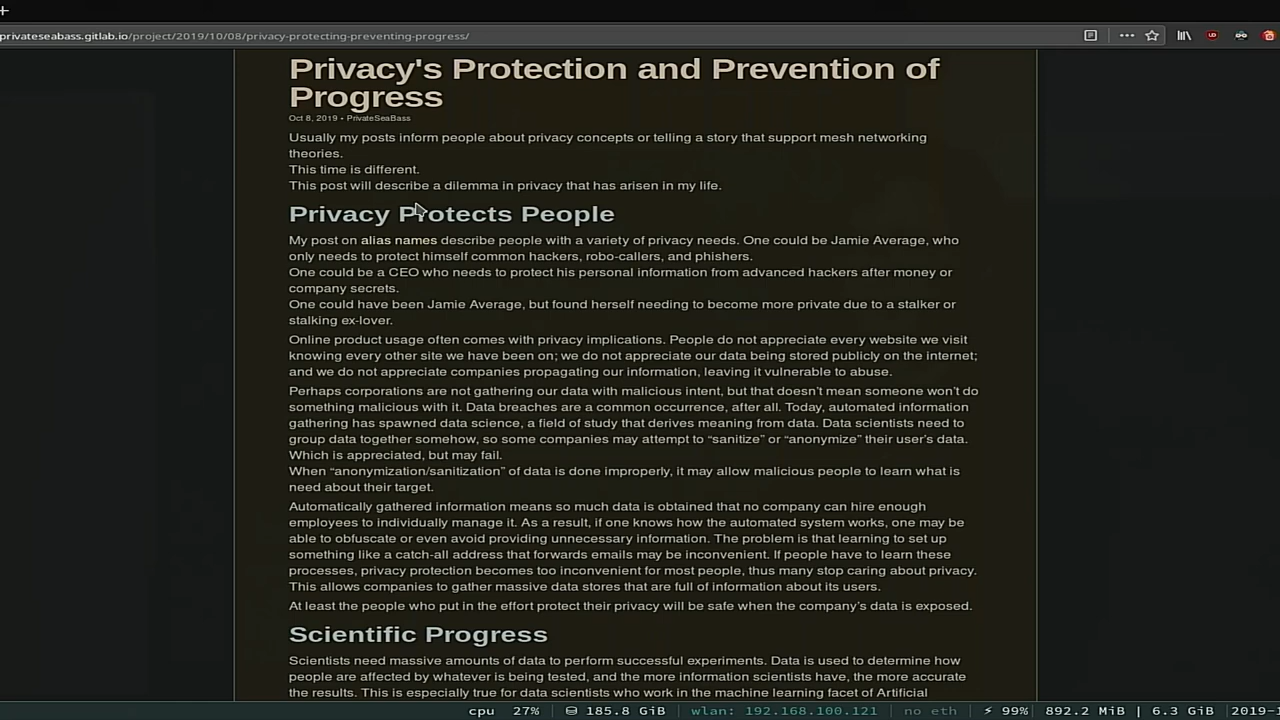 privateseabass.gitlab.io/project/2019/10/08/privacy-protecting-preventing-progress/
Privacy's Protection and Prevention of
Progress
Oct 8, 2019 • PrivateSeaBass
Usually my posts inform people about privacy concepts or telling a story that support mesh networking
theories.
This time is different.
This post will describe a dilemma in privacy that has arisen in my life.
Privacy Protects People
My post on alias names describe people with a variety of privacy needs. One could be Jamie Average, who
only needs to protect himself common hackers, robo-callers, and phishers.
One could be a CEO who needs to protect his personal information from advanced hackers after money or
company secrets.
One could have been Jamie Average, but found herself needing to become more private due to a stalker or
stalking ex-lover.
Online product usage often comes with privacy implications. People do not appreciate every website we visit
knowing every other site we have been on; we do not appreciate our data being stored publicly on the internet;
and we do not appreciate companies propagating our information, leaving it vulnerable to abuse.
Perhaps corporations are not gathering our data with malicious intent, but that doesn't mean someone won't do
something malicious with it. Data breaches are a common occurrence, after all. Today, automated information
gathering has spawned data science, a field of study that derives meaning from data. Data scientists need to
group data together somehow, so some companies may attempt to “sanitize” or “anonymize” their user's data.
Which is appreciated, but may fail.
When “anonymization/sanitization” of data is done improperly, it may allow malicious people to learn what is
need about their target.
Automatically gathered information means so much data is obtained that no company can hire enough
employees to individually manage it. As a result, if one knows how the automated system works, one may be
able to obfuscate or even avoid providing unnecessary information. The problem is that learning to set up
something like a catch-all address that forwards emails may be inconvenient. If people have to learn these
processes, privacy protection becomes too inconvenient for most people, thus many stop caring about privacy.
This allows companies to gather massive data stores that are full of information about its users.
At least the people who put in the effort protect their privacy will be safe when the company's data is exposed.
Scientific Progress
Scientists need massive amounts of data to perform successful experiments. Data is used to determine how
people are affected by whatever is being tested, and the more information scientists have, the more accurate
the results. This is especially true for data scientists who work in the machine learning facet of Artificial
cpu 27% 185.8 GiB | wlan: 192.168.100.121 | no eth | ⚡ 99% | 892.2 MiB | 6.3 GiB | 2019-1